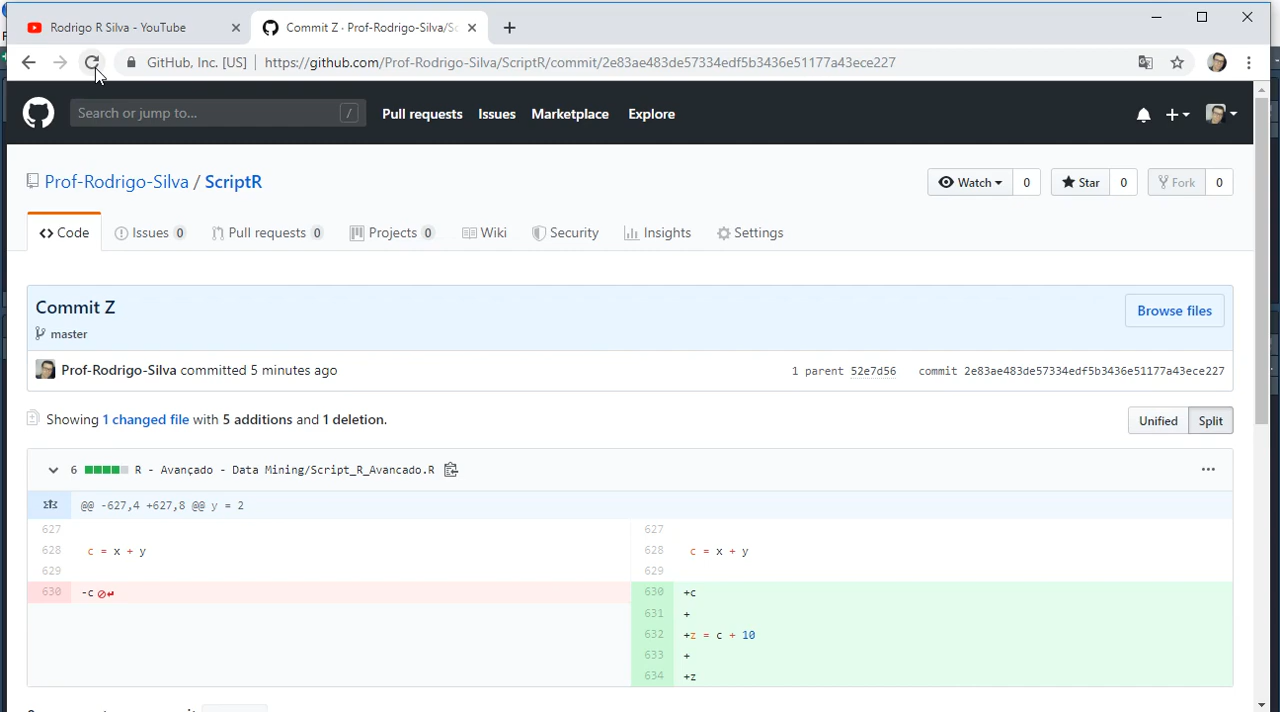 Rodrigo R Silva - YouTube
Commit Z · Prof-Rodrigo-Silva/Sc
GitHub, Inc. [US] | https://github.com/Prof-Rodrigo-Silva/ScriptR/commit/2e83ae483de57334edf5b3436e51177a43ece227
Search or jump to... / Pull requests Issues Marketplace Explore
Prof-Rodrigo-Silva / ScriptR Watch 0 Star 0 Fork 0
<> Code Issues 0 Pull requests 0 Projects 0 Wiki Security Insights Settings
Commit Z Browse files
master
Prof-Rodrigo-Silva committed 5 minutes ago 1 parent 52e7d56 commit 2e83ae483de57334edf5b3436e51177a43ece227
Showing 1 changed file with 5 additions and 1 deletion. Unified Split
6 R - Avançado - Data Mining/Script_R_Avancado.R
@@ -627,4 +627,8 @@ y = 2
627 627
628 c = x + y 628 c = x + y
629 629
630 -c 630 +c
631 +
632 +z = c + 10
633 +
634 +z